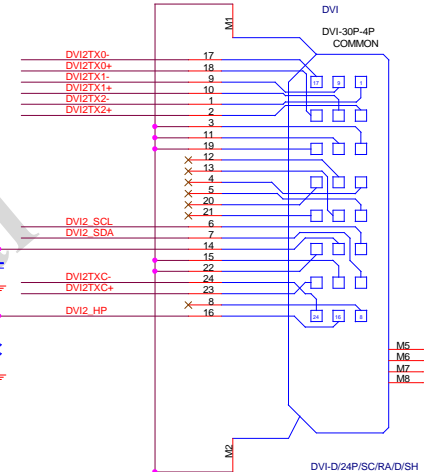 DVI
M1
DVI-30P-4P
COMMON
DVI2TX0- 17
DVI2TX0+ 18
DVI2TX1- 9
DVI2TX1+ 10
DVI2TX2- 1
DVI2TX2+ 2
3
11
19
12
13
4
5
20
21
DVI2_SCL 6
DVI2_SDA 7
14
15
22
DVI2TXC- 24
DVI2TXC+ 23
8
DVI2_HP 16
17 9 1
24 16 8
M5
M6
M7
M8
M2
DVI-D/24P/SC/RA/D/SH